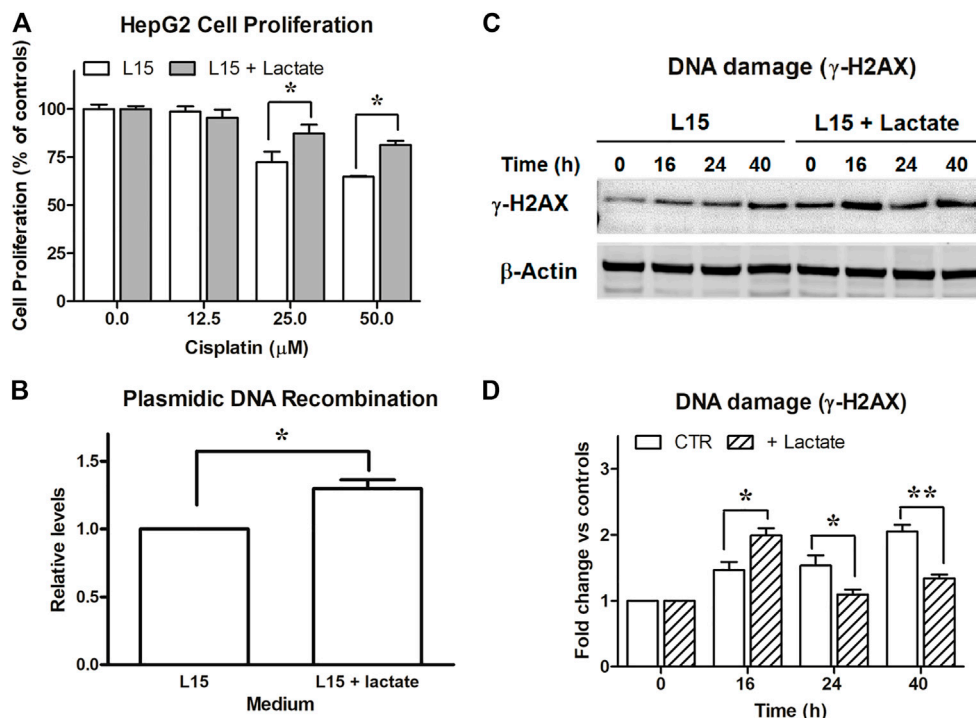 A
HepG2 Cell Proliferation
L15 L15 + Lactate
Cell Proliferation (% of controls)
100
75
50
25
0
* *
0.0 12.5 25.0 50.0
Cisplatin (μM)
B
Plasmidic DNA Recombination
Relative levels
1.5
1.0
0.5
0.0
*
L15 L15 + lactate
Medium
C
DNA damage (γ-H2AX)
L15 L15 + Lactate
Time (h) 0 16 24 40 0 16 24 40
γ-H2AX
β-Actin
D
DNA damage (γ-H2AX)
CTR + Lactate
Fold change vs controls
3
2
1
0
* * **
0 16 24 40
Time (h)